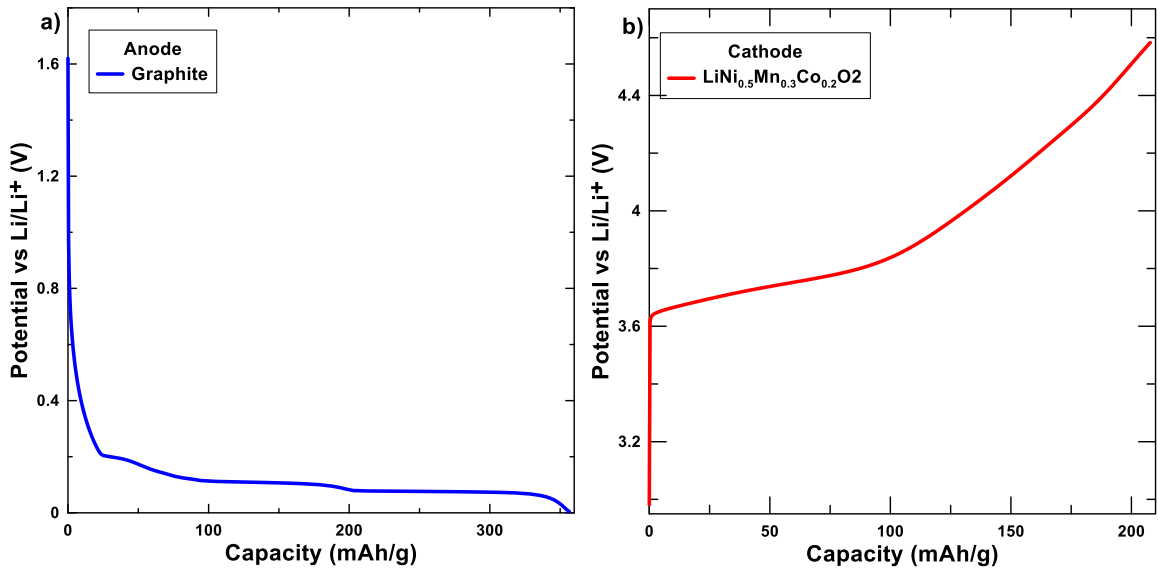 a)
Anode
Graphite
Potential vs Li/Li⁺ (V)
1.6
1.2
0.8
0.4
0
0 100 200 300
Capacity (mAh/g)
b)
Cathode
LiNi₀.₅Mn₀.₃Co₀.₂O2
Potential vs Li/Li⁺ (V)
4.4
4
3.6
3.2
0 50 100 150 200
Capacity (mAh/g)